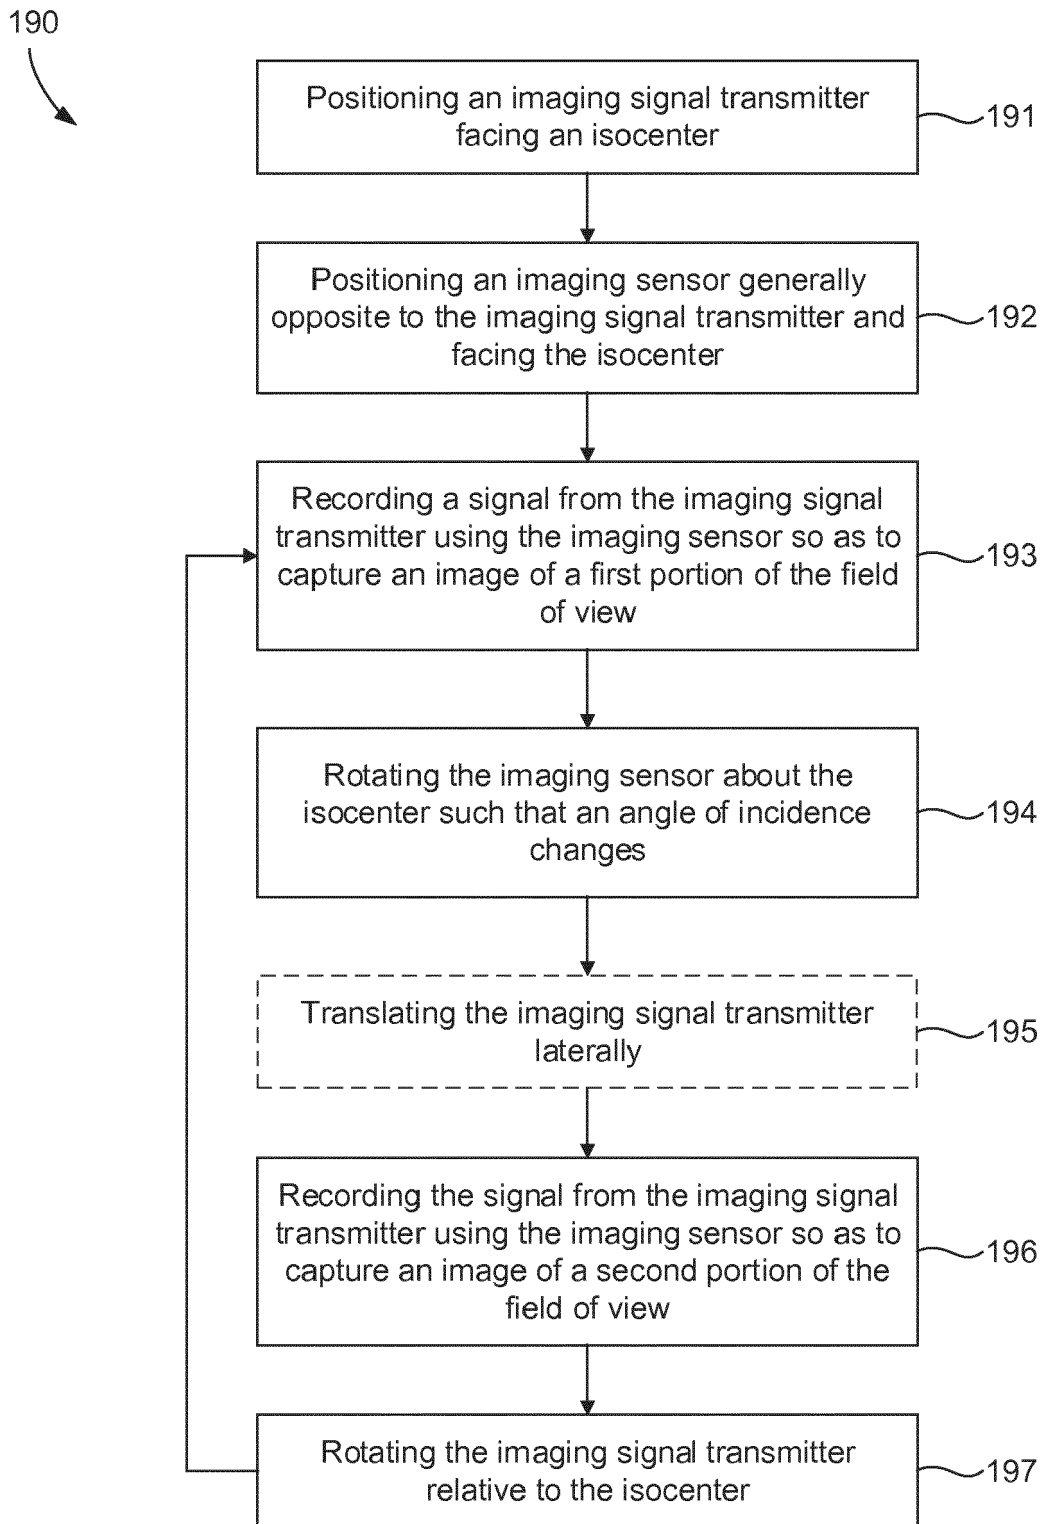 190
Positioning an imaging signal transmitter
facing an isocenter
191
Positioning an imaging sensor generally
opposite to the imaging signal transmitter and
facing the isocenter
192
Recording a signal from the imaging signal
transmitter using the imaging sensor so as to
capture an image of a first portion of the field
of view
193
Rotating the imaging sensor about the
isocenter such that an angle of incidence
changes
194
Translating the imaging signal transmitter
laterally
195
Recording the signal from the imaging signal
transmitter using the imaging sensor so as to
capture an image of a second portion of the
field of view
196
Rotating the imaging signal transmitter
relative to the isocenter
197